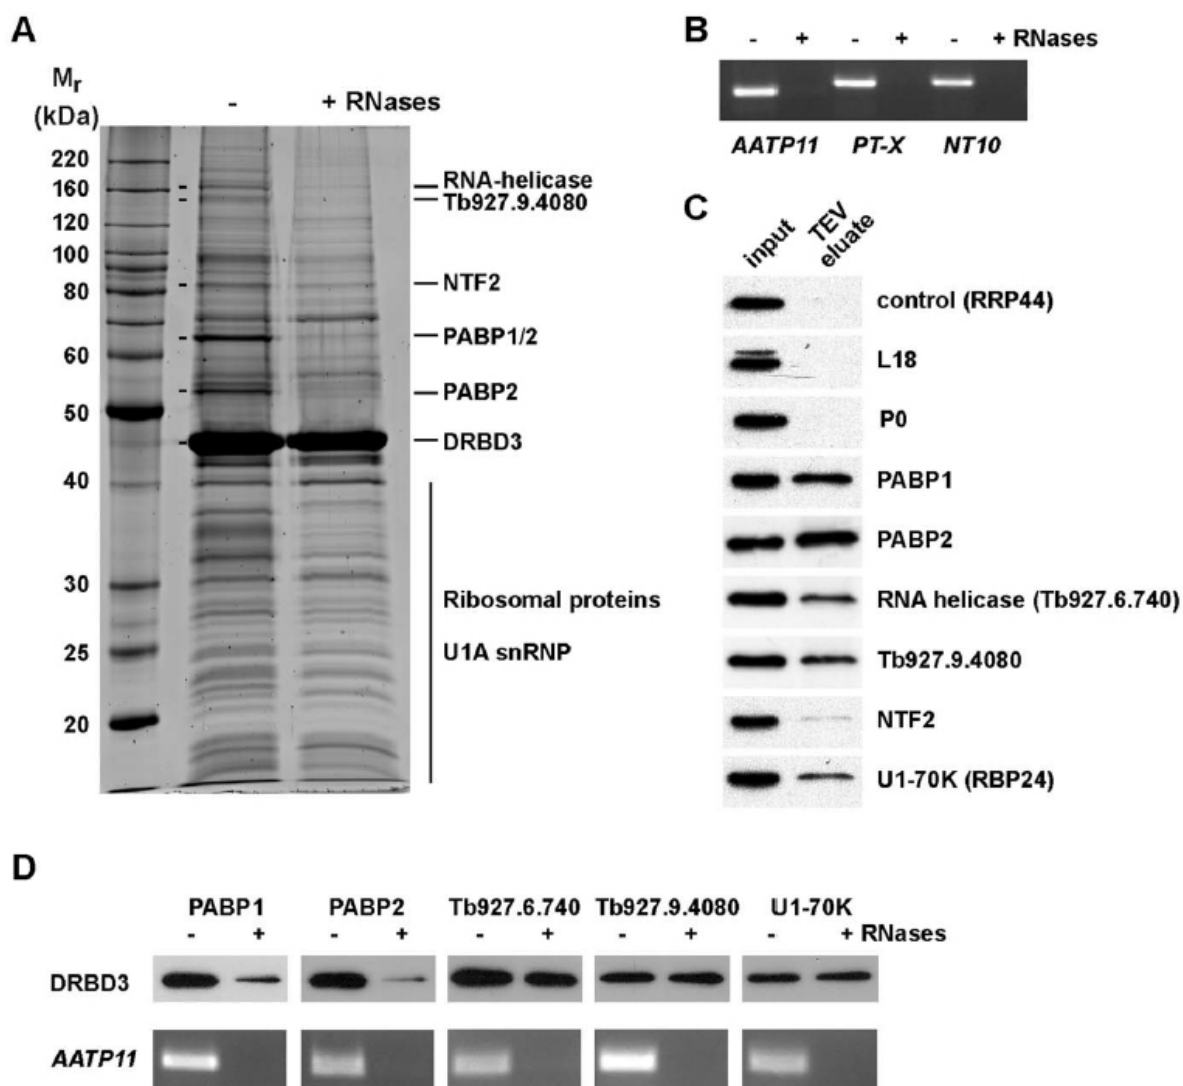 A
Mr
(kDa)
- + RNases
220
160
120
100
80
60
50
40
30
25
20
RNA-helicase
Tb927.9.4080
NTF2
PABP1/2
PABP2
DRBD3
Ribosomal proteins
U1A snRNP
B
- + - + - + RNases
AATP11 PT-X NT10
C
input TEV eluate
control (RRP44)
L18
P0
PABP1
PABP2
RNA helicase (Tb927.6.740)
Tb927.9.4080
NTF2
U1-70K (RBP24)
D
PABP1 PABP2 Tb927.6.740 Tb927.9.4080 U1-70K
- + - + - + - + - + RNases
DRBD3
AATP11